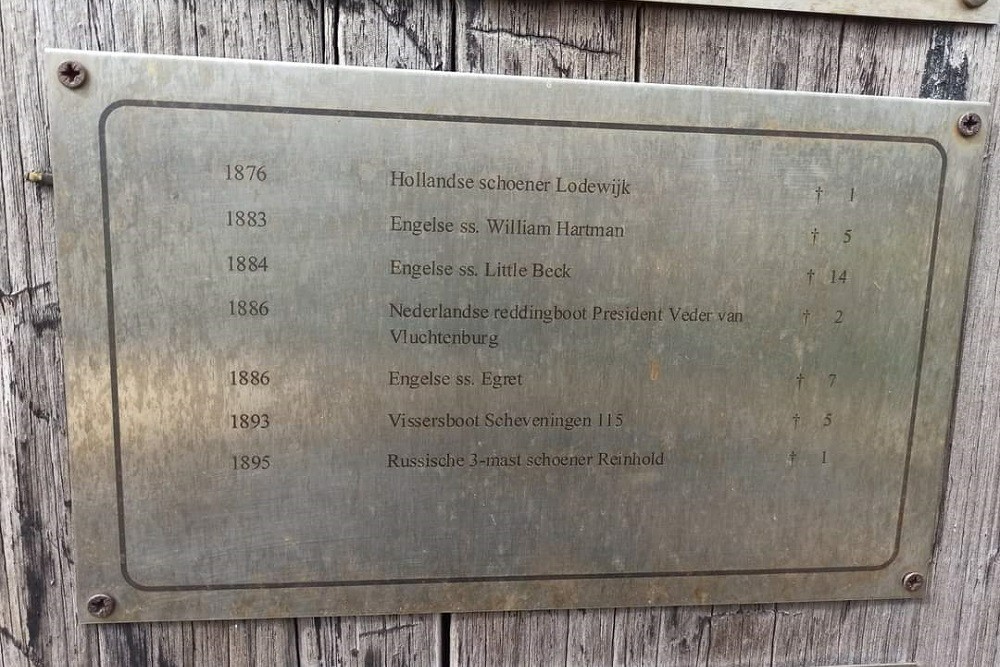 1876 Hollandse schoener Lodewijk † 1
1883 Engelse ss. William Hartman † 5
1884 Engelse ss. Little Beck † 14
1886 Nederlandse reddingboot President Veder van † 2
Vluchtenburg
1886 Engelse ss. Egret † 7
1893 Vissersboot Scheveningen 115 † 5
1895 Russische 3-mast schoener Reinhold † 1